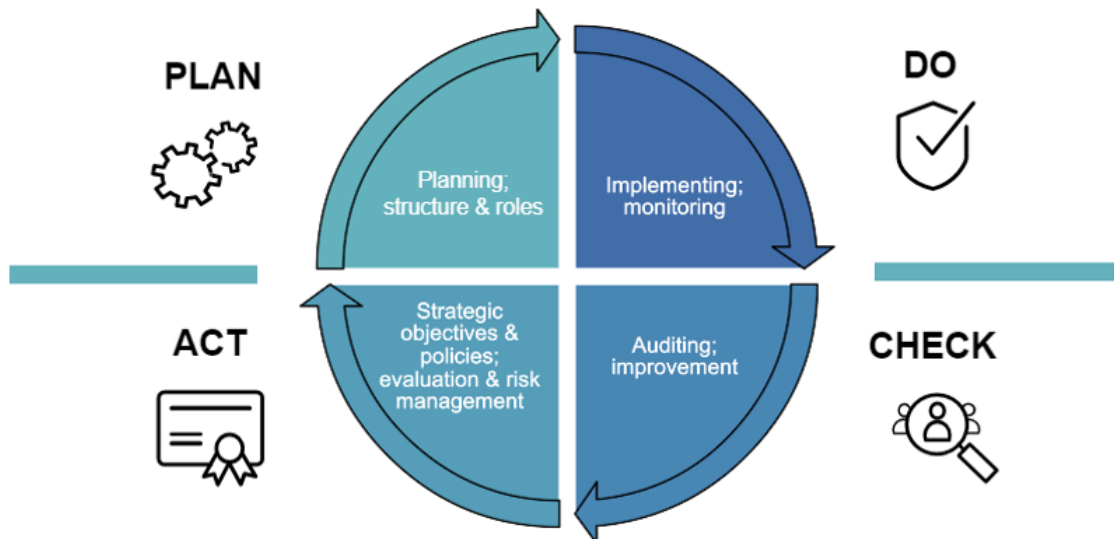 PLAN
DO
Planning;
structure & roles
Implementing;
monitoring
ACT
Strategic
objectives &
policies;
evaluation & risk
management
Auditing;
improvement
CHECK